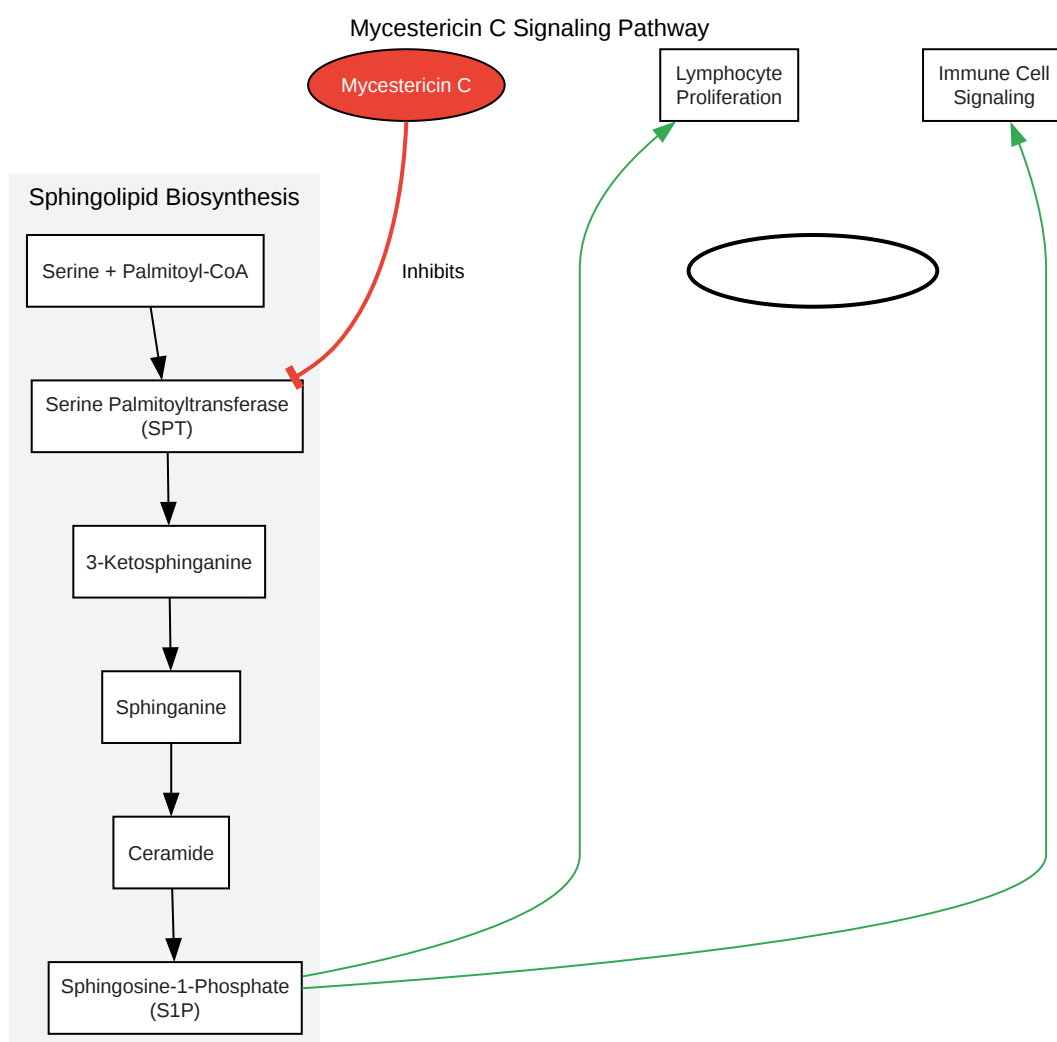 Mycestericin C Signaling Pathway
Mycestericin C
Lymphocyte
Proliferation
Immune Cell
Signaling
Sphingolipid Biosynthesis
Serine + Palmitoyl-CoA
Inhibits
Serine Palmitoyltransferase
(SPT)
3-Ketosphinganine
Sphinganine
Ceramide
Sphingosine-1-Phosphate
(S1P)